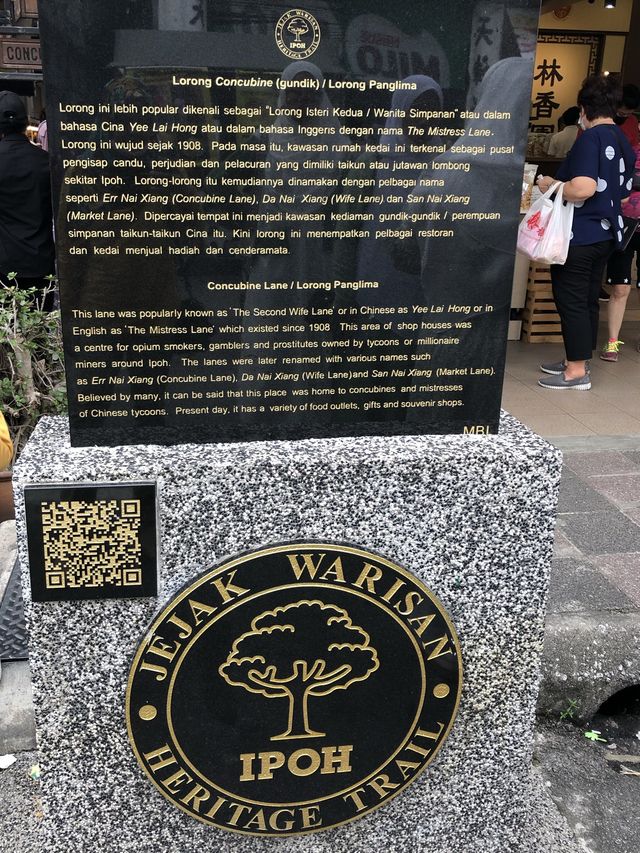 JEJAK WARISAN
IPOH
HERITAGE TRAIL
Lorong Concubine (gundik) / Lorong Panglima
Lorong ini lebih popular dikenali sebagai "Lorong Isteri Kedua / Wanita Simpanan" atau dalam
bahasa Cina Yee Lai Hong atau dalam bahasa Inggeris dengan nama The Mistress Lane.
Lorong ini wujud sejak 1908. Pada masa itu, kawasan rumah kedai ini terkenal sebagai pusat
pengisap candu, perjudian dan pelacuran yang dimiliki taikun atau jutawan lombong
sekitar Ipoh. Lorong-lorong itu kemudiannya dinamakan dengan pelbagai nama
seperti Err Nai Xiang (Concubine Lane), Da Nai Xiang (Wife Lane) dan San Nai Xiang
(Market Lane). Dipercayai tempat ini menjadi kawasan kediaman gundik-gundik / perempuan
simpanan taikun-taikun Cina itu. Kini lorong ini menempatkan pelbagai restoran
dan kedai menjual hadiah dan cenderamata.
Concubine Lane / Lorong Panglima
This lane was popularly known as 'The Second Wife Lane' or in Chinese as Yee Lai Hong or in
English as 'The Mistress Lane' which existed since 1908 This area of shop houses was
a centre for opium smokers, gamblers and prostitutes owned by tycoons or millionaire
miners around Ipoh. The lanes were later renamed with various names such
as Err Nai Xiang (Concubine Lane), Da Nai Xiang (Wife Lane) and San Nai Xiang (Market Lane).
Believed by many, it can be said that this place was home to concubines and mistresses
of Chinese tycoons. Present day, it has a variety of food outlets, gifts and souvenir shops.
MBI
JEJAK WARISAN
IPOH
HERITAGE TRAIL
MILO
林
香
CONC